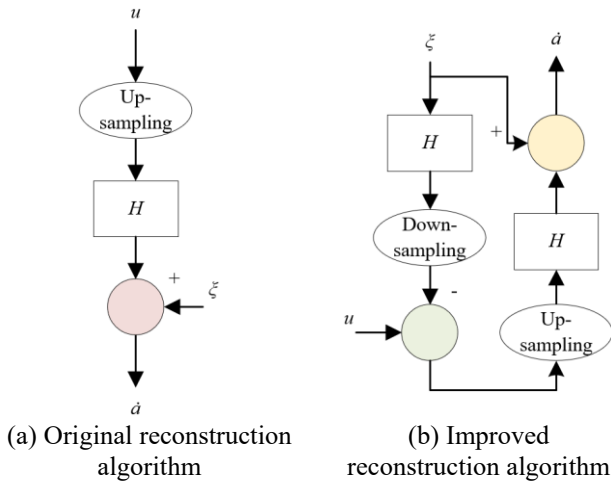 u
Up-
sampling
H
+
ξ
ȧ
(a) Original reconstruction
algorithm
ξ
ȧ
+
H
Down-
sampling
H
-
u
Up-
sampling
(b) Improved
reconstruction algorithm